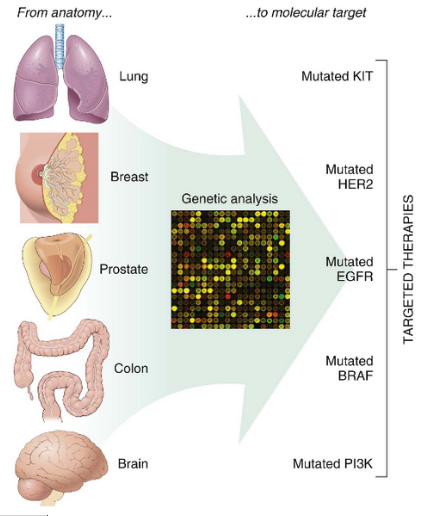 From anatomy...
...to molecular target
Lung
Mutated KIT
Breast
Mutated
HER2
Genetic analysis
Prostate
Mutated
EGFR
TARGETED THERAPIES
Colon
Mutated
BRAF
Brain
Mutated PI3K